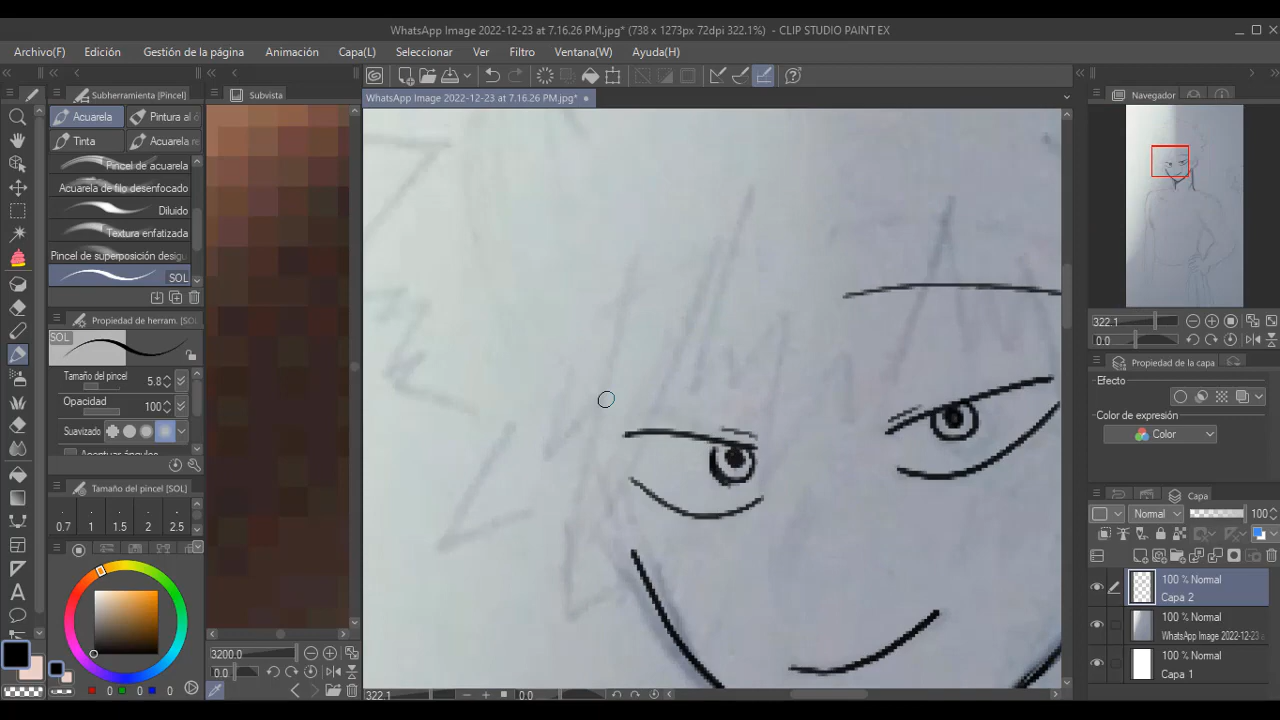 WhatsApp Image 2022-12-23 at 7.16.26 PM.jpg* (738 x 1273px 72dpi 322.1%) - CLIP STUDIO PAINT EX
Archivo(F) Edición Gestión de la página Animación Capa(L) Seleccionar Ver Filtro Ventana(W) Ayuda(H)
Subherramienta [Pincel]
Acuarela
Pintura al ó
Tinta
Acuarela re
Pincel de acuarela
Acuarela de filo desenfocado
Diluido
Textura enfatizada
Pincel de superposición desigu
SOL
Propiedad de herram. [SOL]
SOL
Tamaño del pincel 5.8
Opacidad 100
Suavizado
Tamaño del pincel [SOL]
0.7 1 1.5 2 2.5
0 0 0
Subvista
3200.0
0.0
WhatsApp Image 2022-12-23 at 7.16.26 PM.jpg*
322.1 0.0
Navegador
322.1
0.0
Propiedad de la capa
Efecto
Color de expresión
Color
Capa
Normal 100
100 % Normal
Capa 2
100 % Normal
WhatsApp Image 2022-12-23 a
100 % Normal
Capa 1